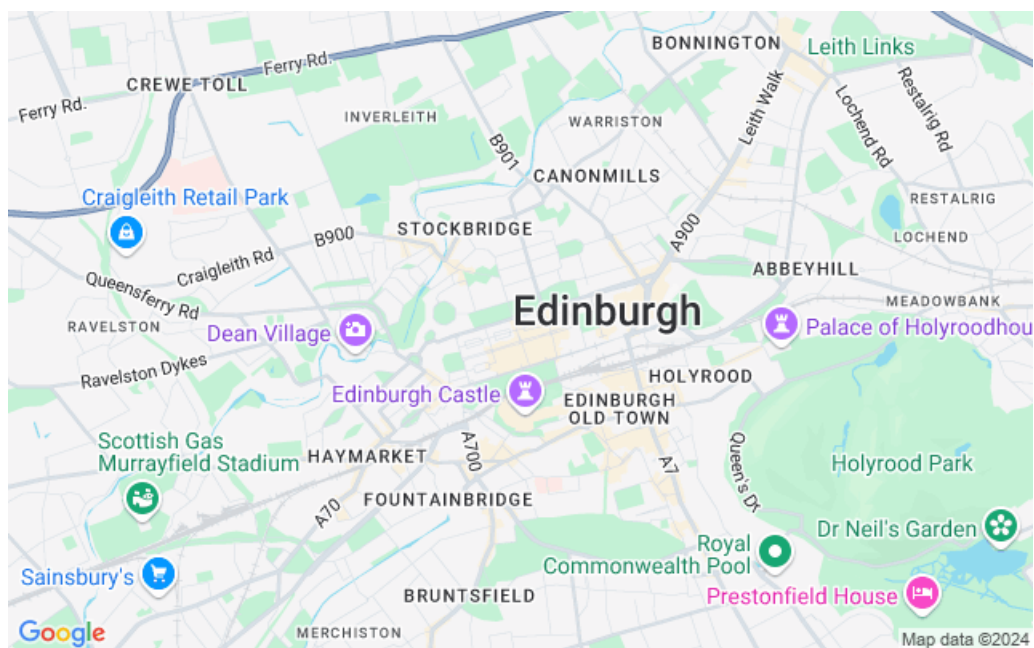 BONNINGTON
Leith Links
Ferry Rd.
CREWE TOLL
Ferry Rd.
Restalrig Rd
Leith Walk
Lochend Rd
INVERLEITH
WARRISTON
B901
CANONMILLS
Craigleith Retail Park
RESTALRIG
STOCKBRIDGE
B900
A900
LOCHEND
Craigleith Rd
ABBEYHILL
Queensferry Rd
MEADOWBANK
RAVELSTON
Dean Village
Edinburgh
Palace of Holyroodhou
Ravelston Dykes
HOLYROOD
Edinburgh Castle
EDINBURGH
OLD TOWN
Scottish Gas
Murrayfield Stadium
HAYMARKET
A700
A7
Queen's Dr
Holyrood Park
FOUNTAINBRIDGE
A70
Dr Neil's Garden
Royal
Commonwealth Pool
Sainsbury's
BRUNTSFIELD
Prestonfield House
MERCHISTON
Google
Map data ©2024